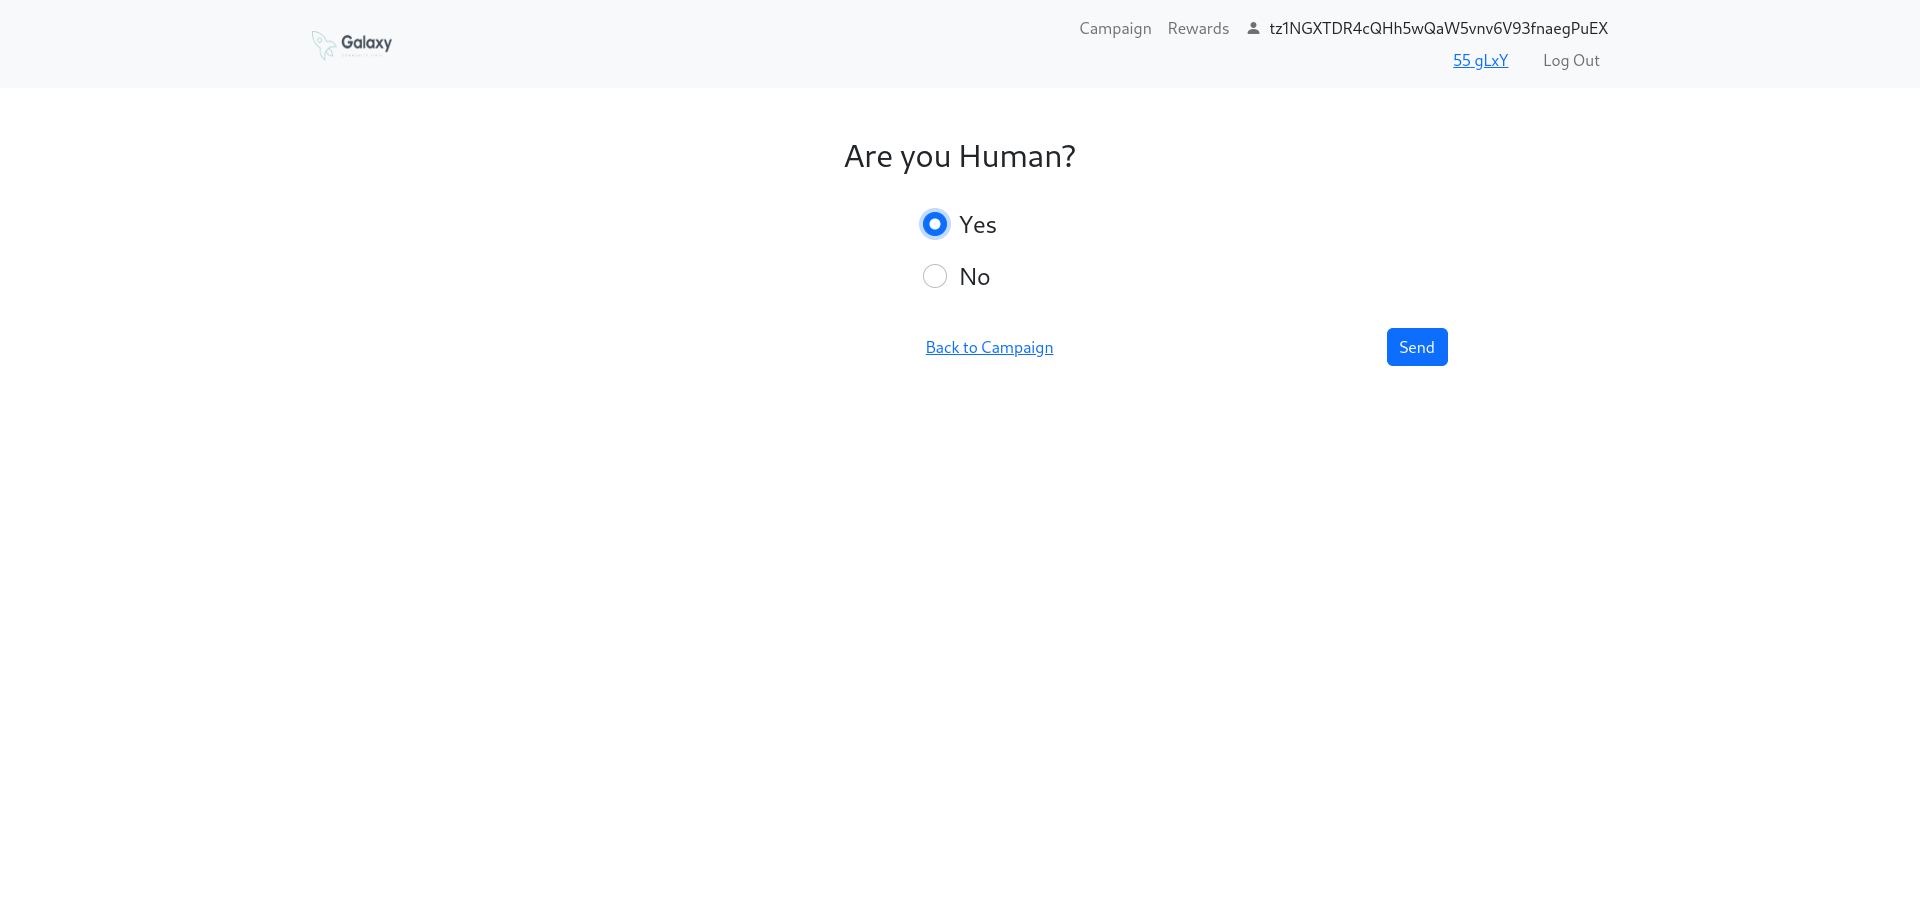 Galaxy
Campaign Rewards tz1NGXTDR4cQHh5wQaW5vnv6V93fnaegPuEX
55 gLxY Log Out
Are you Human?
Yes
No
Back to Campaign
Send